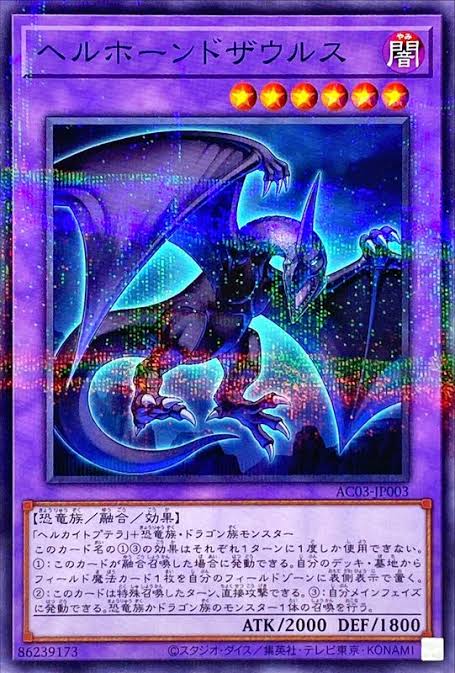 ヘルホーンドザウルス
闇
やみ
AC03-JP003
【恐竜族/融合/効果】
「ヘルカイトプテラ」+恐竜族・ドラゴン族モンスター
このカード名の①③の効果はそれぞれ1ターンに1度しか使用できない。
①:このカードが融合召喚した場合に発動できる。自分のデッキ・墓地から
フィールド魔法カード1枚を自分のフィールドゾーンに表側表示で置く。
②:このカードは特殊召喚したターン、直接攻撃できる。③:自分メインフェイズ
に発動できる。恐竜族かドラゴン族のモンスター1体の召喚を行う。
ATK/2000 DEF/1800
86239173
©スタジオ・ダイス/集英社・テレビ東京・KONAMI